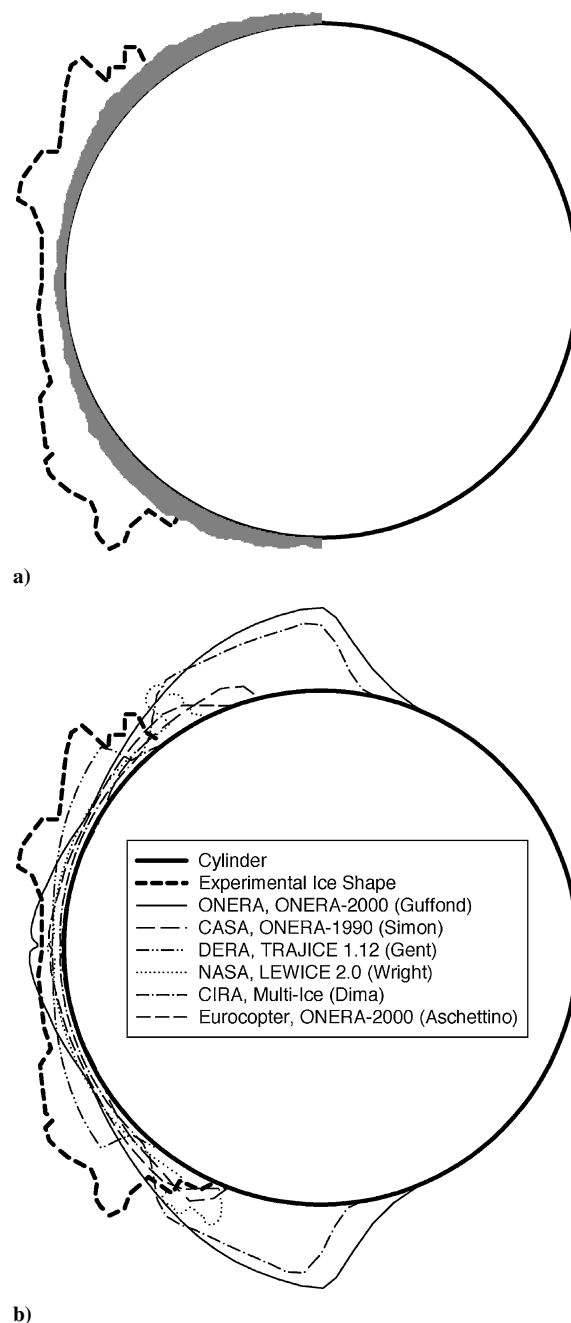 a)
Cylinder
Experimental Ice Shape
ONERA, ONERA-2000 (Guffond)
CASA, ONERA-1990 (Simon)
DERA, TRAJICE 1.12 (Gent)
NASA, LEWICE 2.0 (Wright)
CIRA, Multi-Ice (Dima)
Eurocopter, ONERA-2000 (Aschettino)
b)